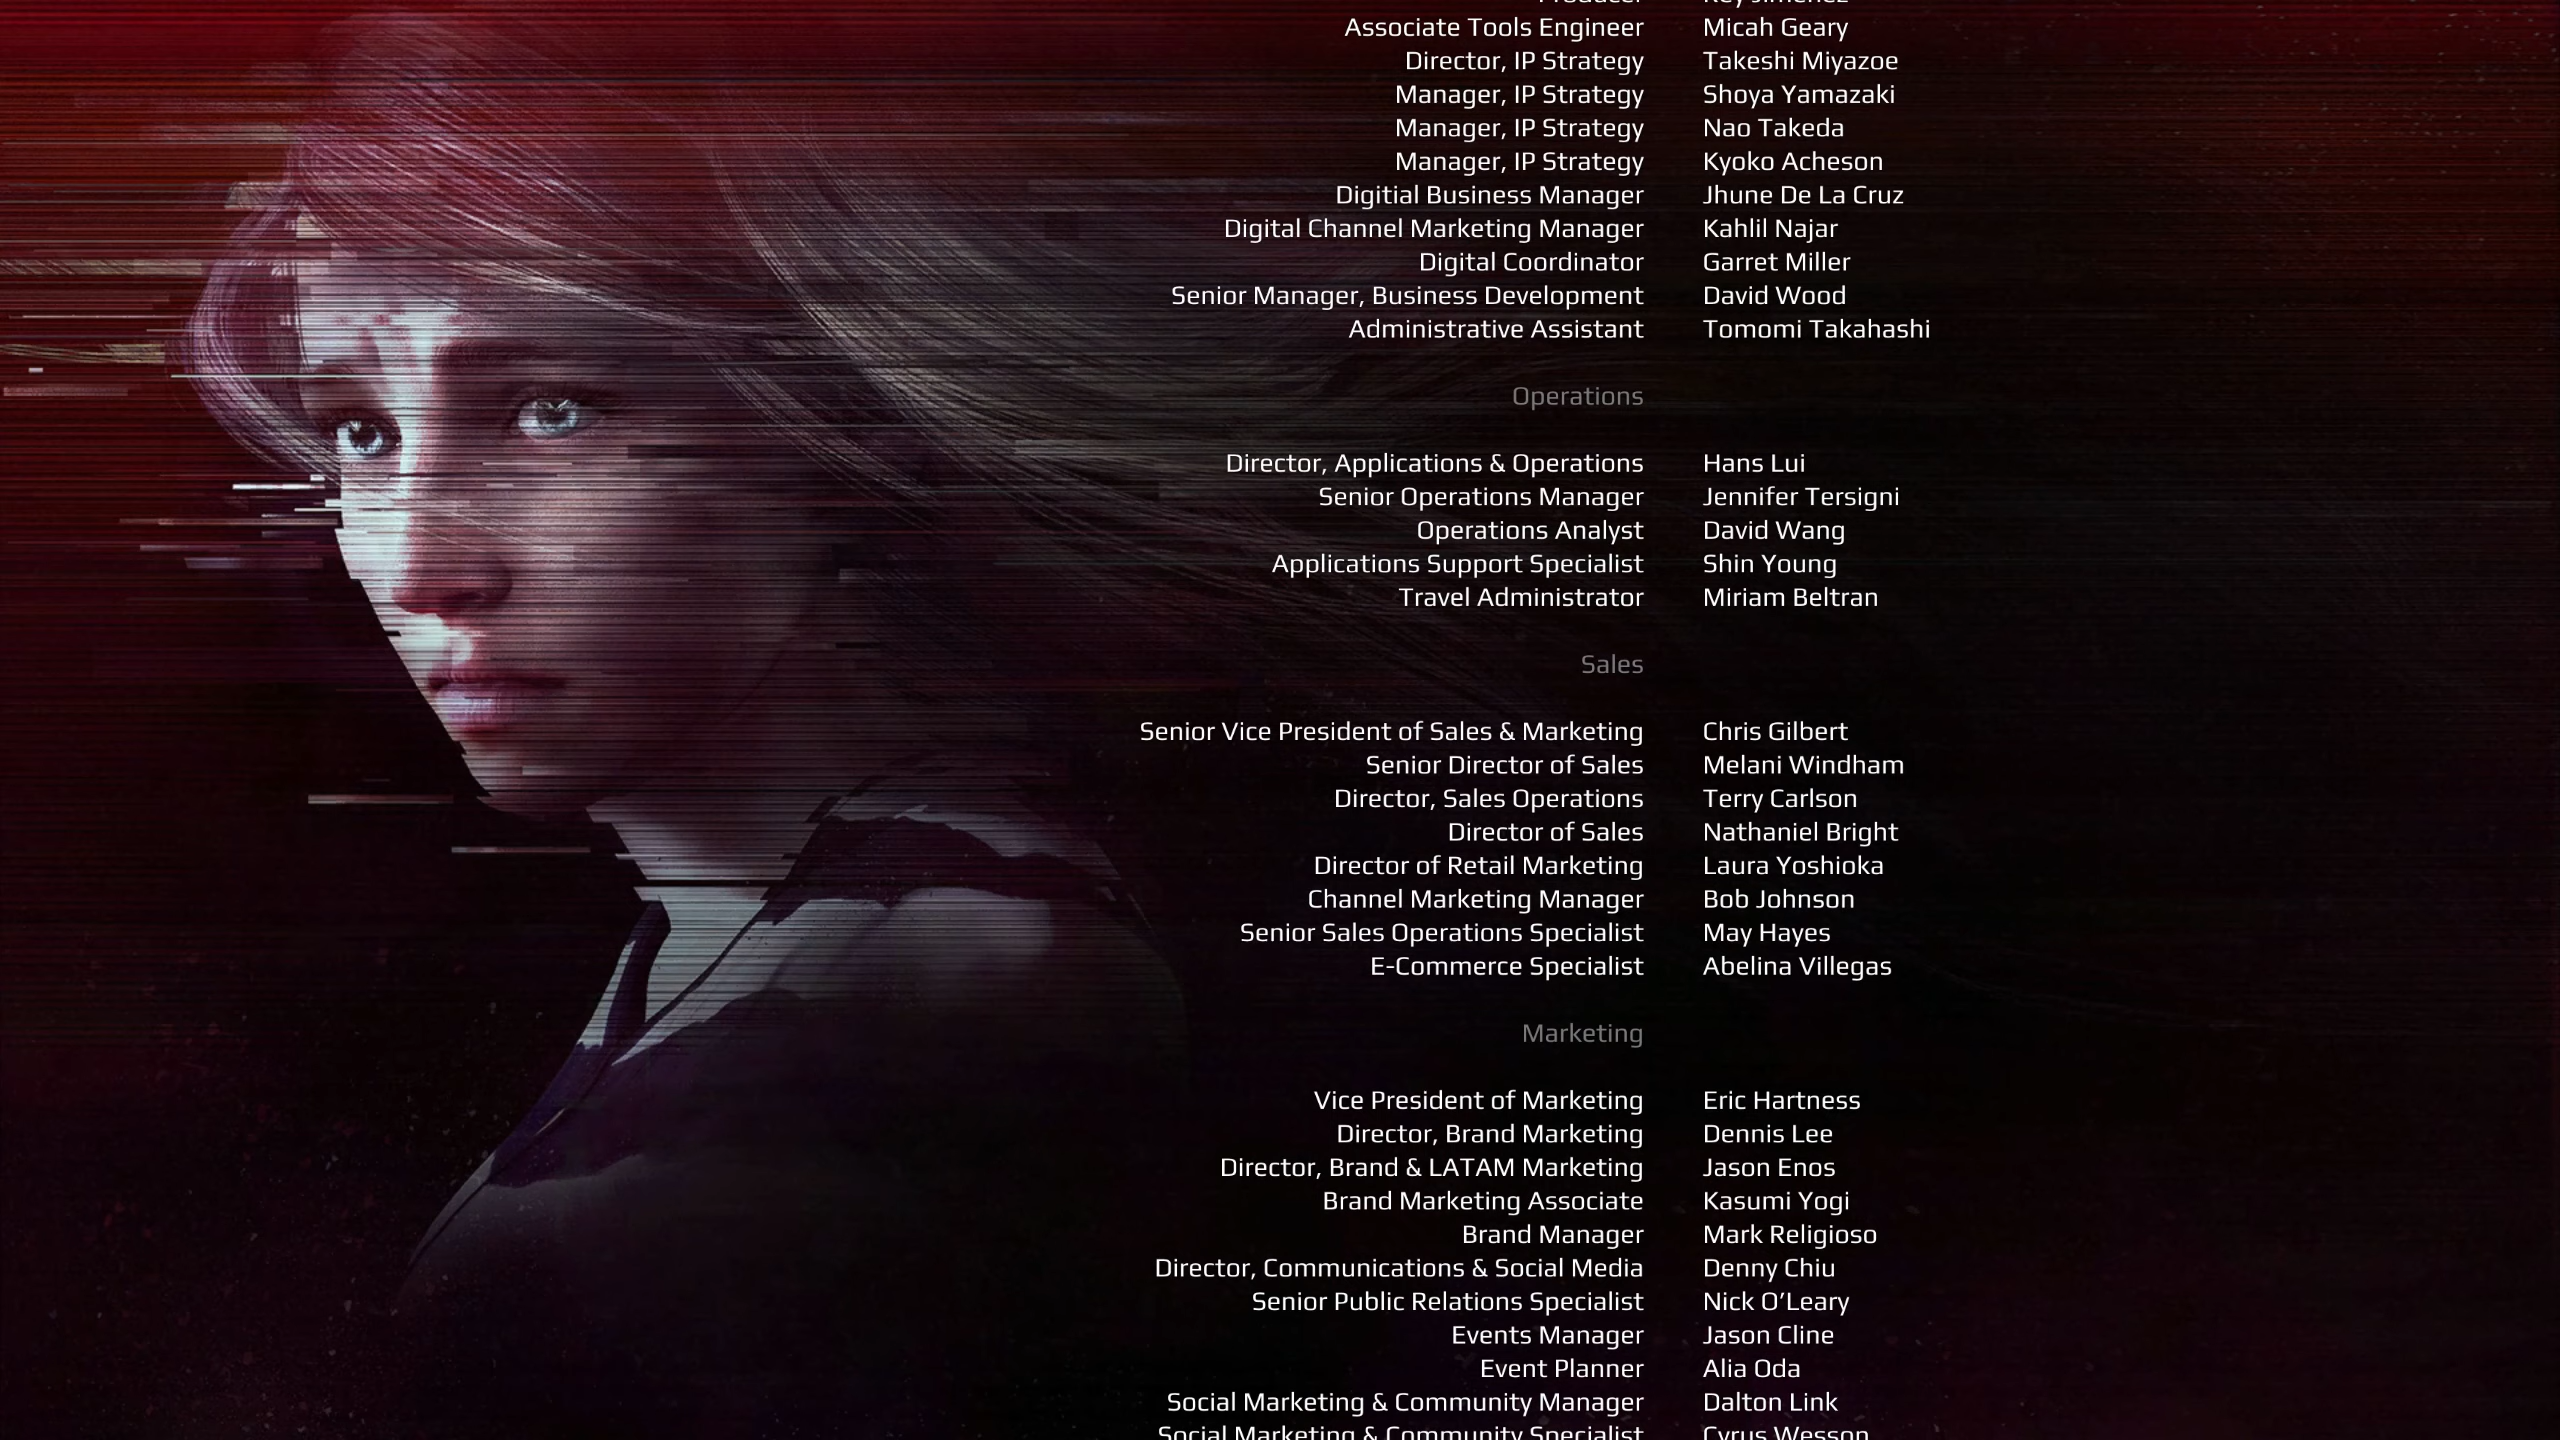 Producer Rey Jimenez
Associate Tools Engineer Micah Geary
Director, IP Strategy Takeshi Miyazoe
Manager, IP Strategy Shoya Yamazaki
Manager, IP Strategy Nao Takeda
Manager, IP Strategy Kyoko Acheson
Digitial Business Manager Jhune De La Cruz
Digital Channel Marketing Manager Kahlil Najar
Digital Coordinator Garret Miller
Senior Manager, Business Development David Wood
Administrative Assistant Tomomi Takahashi
Operations
Director, Applications & Operations Hans Lui
Senior Operations Manager Jennifer Tersigni
Operations Analyst David Wang
Applications Support Specialist Shin Young
Travel Administrator Miriam Beltran
Sales
Senior Vice President of Sales & Marketing Chris Gilbert
Senior Director of Sales Melani Windham
Director, Sales Operations Terry Carlson
Director of Sales Nathaniel Bright
Director of Retail Marketing Laura Yoshioka
Channel Marketing Manager Bob Johnson
Senior Sales Operations Specialist May Hayes
E-Commerce Specialist Abelina Villegas
Marketing
Vice President of Marketing Eric Hartness
Director, Brand Marketing Dennis Lee
Director, Brand & LATAM Marketing Jason Enos
Brand Marketing Associate Kasumi Yogi
Brand Manager Mark Religioso
Director, Communications & Social Media Denny Chiu
Senior Public Relations Specialist Nick O’Leary
Events Manager Jason Cline
Event Planner Alia Oda
Social Marketing & Community Manager Dalton Link
Social Marketing & Community Specialist Cyrus Wesson